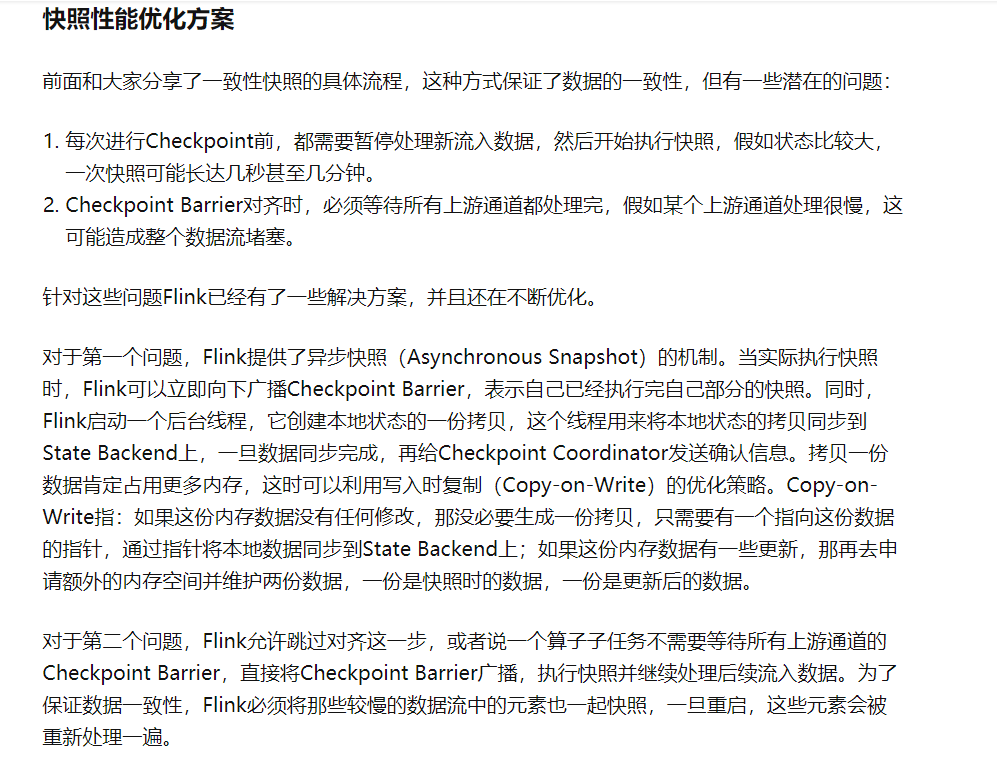 快照性能优化方案
前面和大家分享了一致性快照的具体流程，这种方式保证了数据的一致性，但有一些潜在的问题：
1. 每次进行Checkpoint前，都需要暂停处理新流入数据，然后开始执行快照，假如状态比较大，
一次快照可能长达几秒甚至几分钟。
2. Checkpoint Barrier对齐时，必须等待所有上游通道都处理完，假如某个上游通道处理很慢，这
可能造成整个数据流堵塞。
针对这些问题Flink已经有了一些解决方案，并且还在不断优化。
对于第一个问题，Flink提供了异步快照（Asynchronous Snapshot）的机制。当实际执行快照
时，Flink可以立即向下广播Checkpoint Barrier，表示自己已经执行完自己部分的快照。同时，
Flink启动一个后台线程，它创建本地状态的一份拷贝，这个线程用来将本地状态的拷贝同步到
State Backend上，一旦数据同步完成，再给Checkpoint Coordinator发送确认信息。拷贝一份
数据肯定占用更多内存，这时可以利用写入时复制（Copy-on-Write）的优化策略。Copy-on-
Write指：如果这份内存数据没有任何修改，那没必要生成一份拷贝，只需要有一个指向这份数据
的指针，通过指针将本地数据同步到State Backend上；如果这份内存数据有一些更新，那再去申
请额外的内存空间并维护两份数据，一份是快照时的数据，一份是更新后的数据。
对于第二个问题，Flink允许跳过对齐这一步，或者说一个算子子任务不需要等待所有上游通道的
Checkpoint Barrier，直接将Checkpoint Barrier广播，执行快照并继续处理后续流入数据。为了
保证数据一致性，Flink必须将那些较慢的数据流中的元素也一起快照，一旦重启，这些元素会被
重新处理一遍。